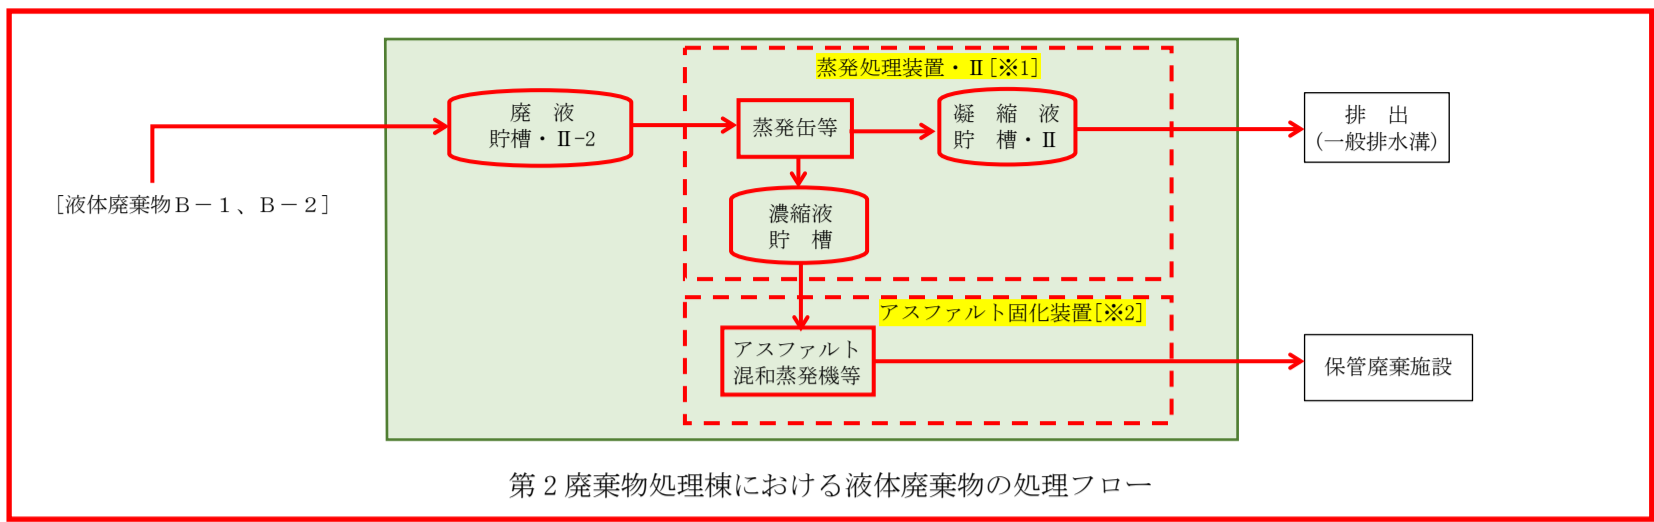 蒸発処理装置・Ⅱ[※1]
[液体廃棄物Ｂ－１、Ｂ－２]
廃　液
貯槽・Ⅱ-2
蒸発缶等
凝　縮　液
貯　槽・Ⅱ
排　出
(一般排水溝)
濃縮液
貯　槽
アスファルト固化装置[※2]
アスファルト
混和蒸発機等
保管廃棄施設
第２廃棄物処理棟における液体廃棄物の処理フロー